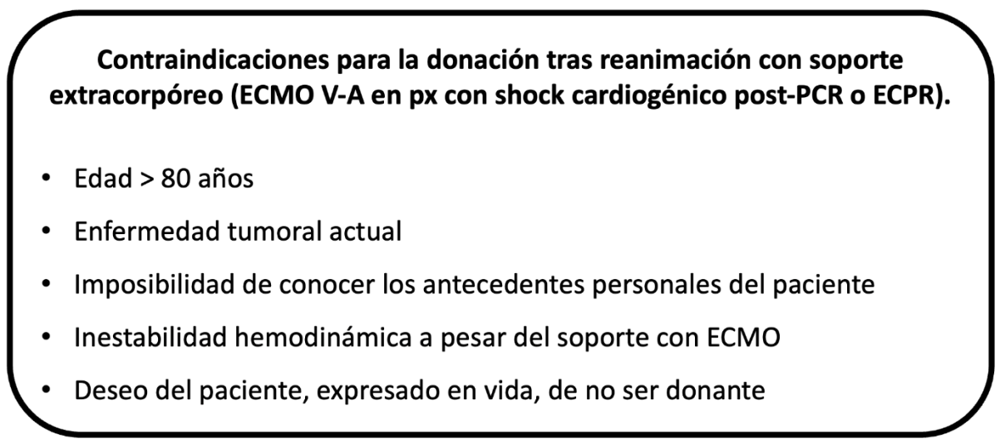 Contraindicaciones para la donación tras reanimación con soporte
extracorpóreo (ECMO V-A en px con shock cardiogénico post-PCR o ECPR).
• Edad > 80 años
• Enfermedad tumoral actual
• Imposibilidad de conocer los antecedentes personales del paciente
• Inestabilidad hemodinámica a pesar del soporte con ECMO
• Deseo del paciente, expresado en vida, de no ser donante